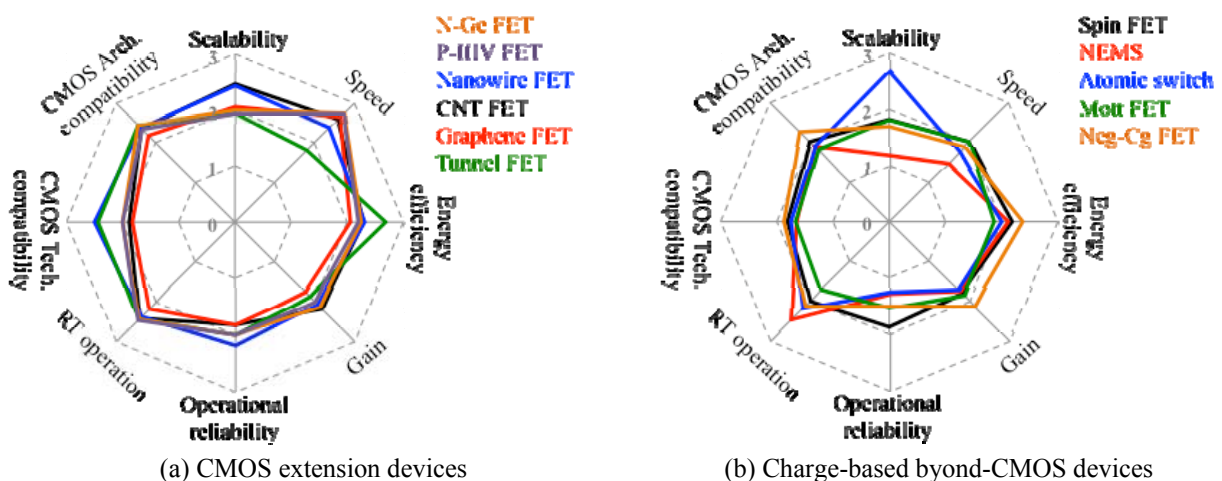 N-Ge FET
P-IIIV FET
Nanowire FET
CNT FET
Graphene FET
Tunnel FET
Scalability
Speed
Energy
efficiency
Gain
Operational
reliability
RT operation
CMOS Tech.
compatibility
CMOS Arch.
compatibility
3
2
1
0
(a) CMOS extension devices
Spin FET
NEMS
Atomic switch
Mott FET
Neg-Cg FET
Scalability
Speed
Energy
efficiency
Gain
Operational
reliability
RT operation
CMOS Tech.
compatibility
CMOS Arch.
compatibility
3
2
1
0
(b) Charge-based byond-CMOS devices